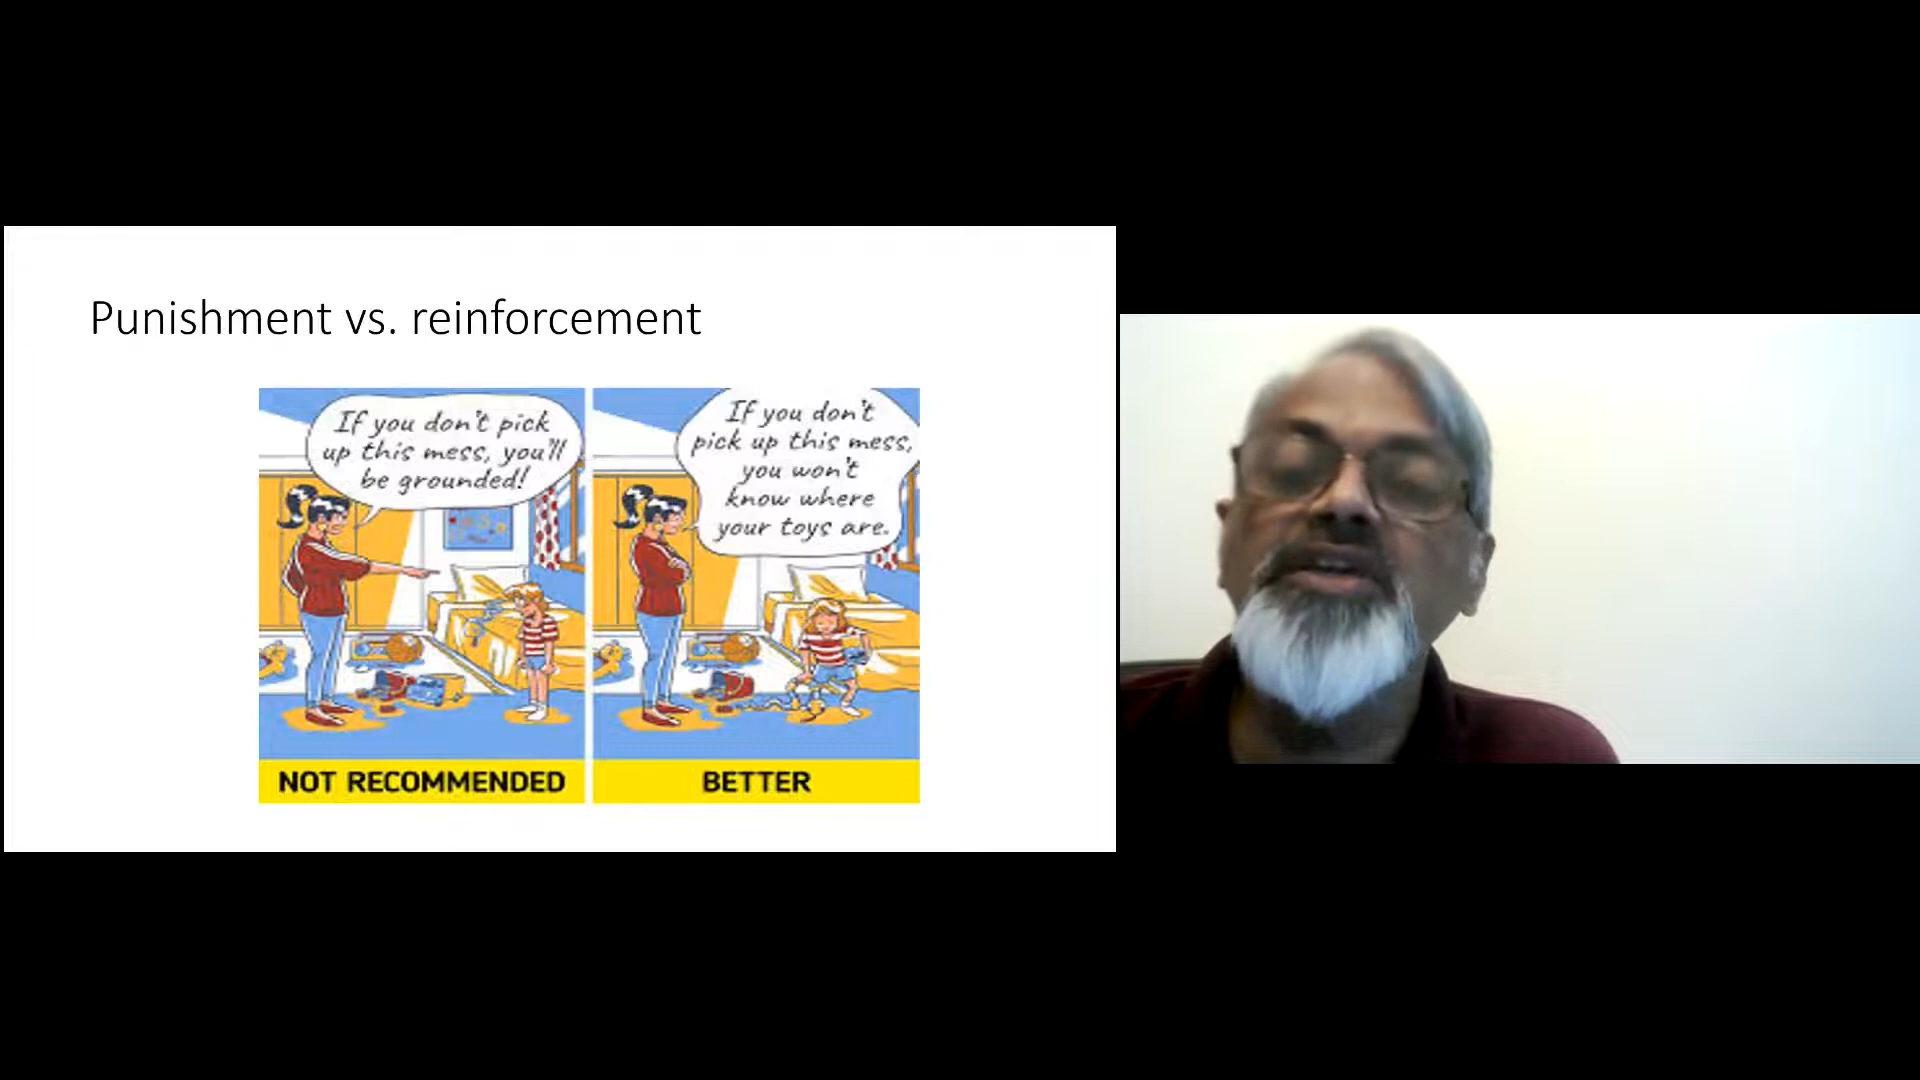 Punishment vs. reinforcement
If you don't pick
up this mess, you'll
be grounded!
If you don't
pick up this mess,
you won't
know where
your toys are.
NOT RECOMMENDED
BETTER